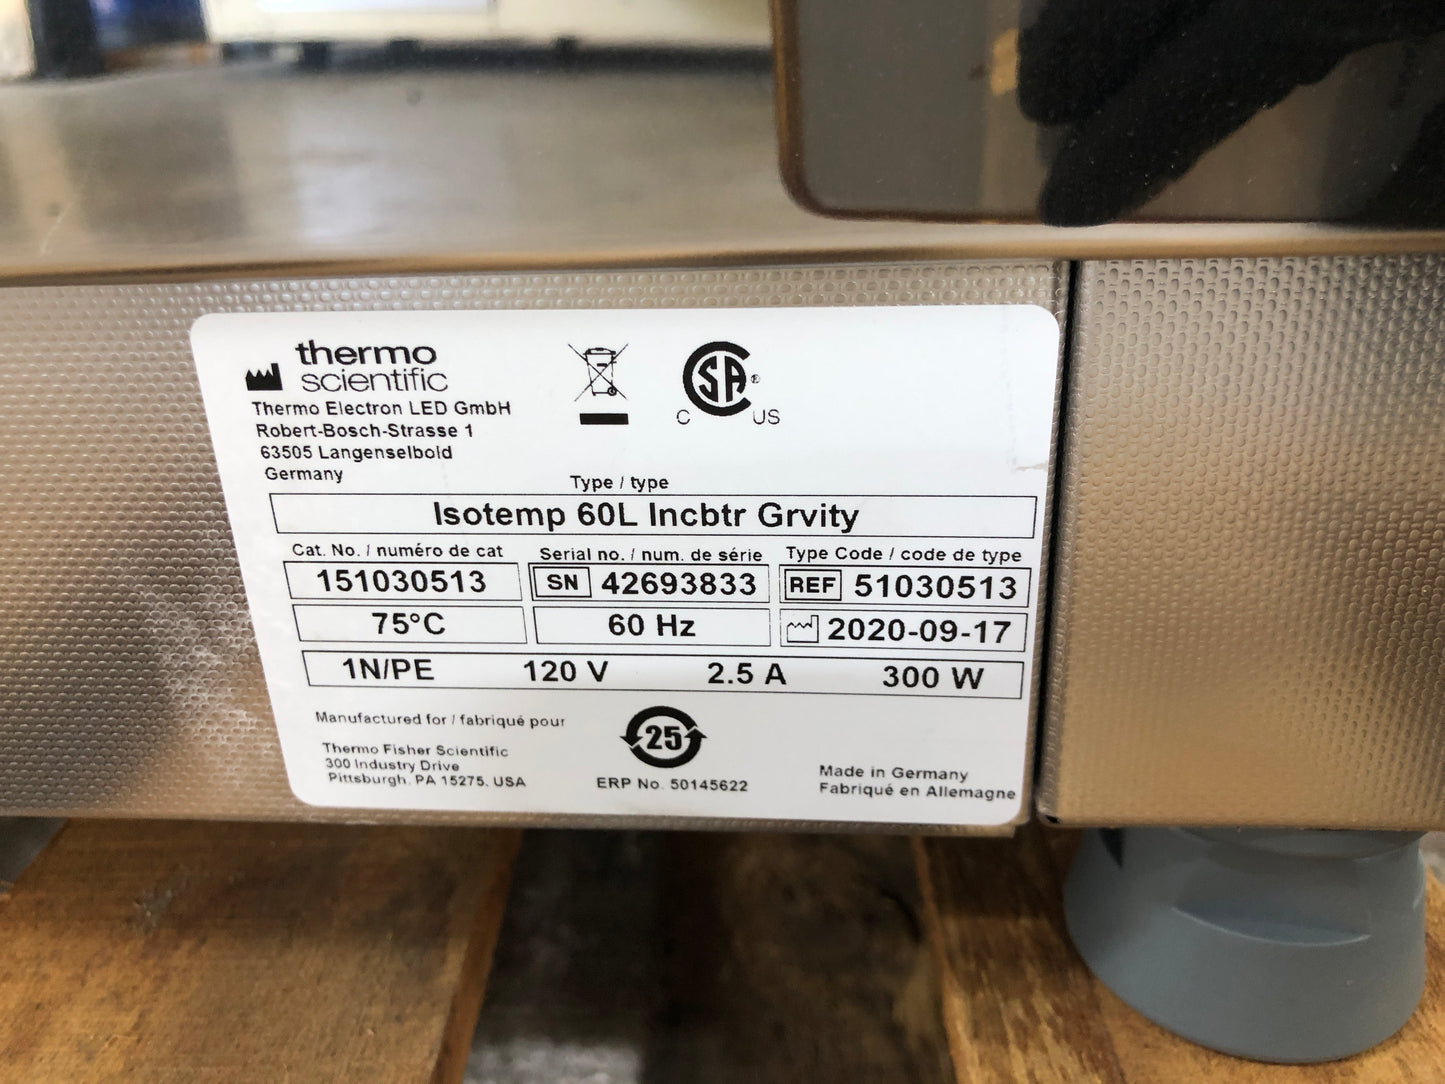 thermo
scientific
Thermo Electron LED GmbH
Robert-Bosch-Strasse 1
63505 Langenselbold
Germany
CSA®
C US
Type / type
Isotemp 60L Incbtr Grvity
Cat. No. / numéro de cat Serial no. / num. de série Type Code / code de type
151030513 SN 42693833 REF 51030513
75°C 60 Hz 2020-09-17
1N/PE 120 V 2.5 A 300 W
Manufactured for / fabriqué pour
Thermo Fisher Scientific
300 Industry Drive
Pittsburgh, PA 15275, USA
25
ERP No. 50145622
Made in Germany
Fabriqué en Allemagne